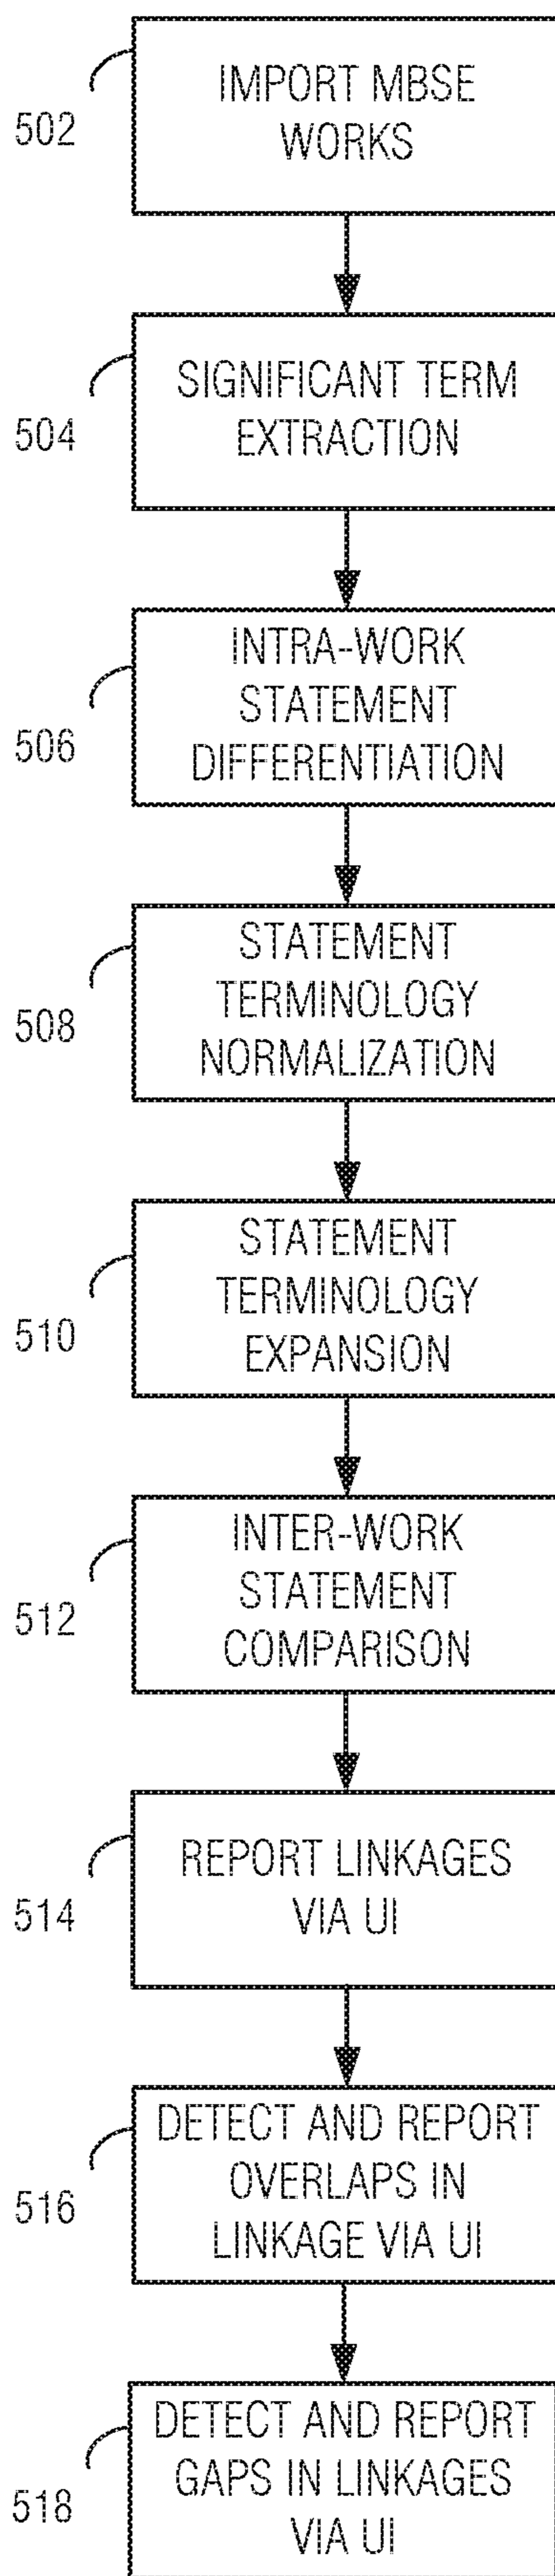 IMPORT MBSE
WORKS
502
SIGNIFICANT TERM
EXTRACTION
504
INTRA-WORK
STATEMENT
DIFFERENTIATION
506
STATEMENT
TERMINOLOGY
NORMALIZATION
508
STATEMENT
TERMINOLOGY
EXPANSION
510
INTER-WORK
STATEMENT
COMPARISON
512
REPORT LINKAGES
VIA UI
514
DETECT AND REPORT
OVERLAPS IN
LINKAGE VIA UI
516
DETECT AND REPORT
GAPS IN LINKAGES
VIA UI
518